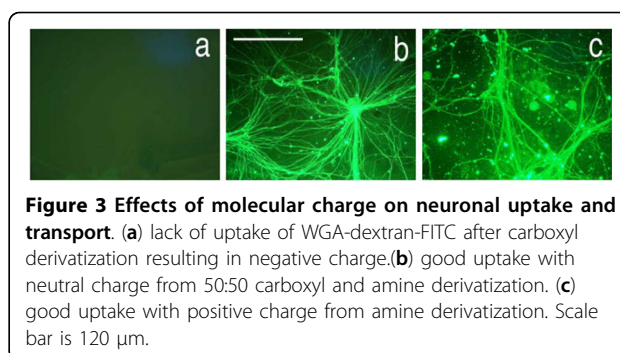 a b c
Figure 3 Effects of molecular charge on neuronal uptake and
transport. (a) lack of uptake of WGA-dextran-FITC after carboxyl
derivatization resulting in negative charge.(b) good uptake with
neutral charge from 50:50 carboxyl and amine derivatization. (c)
good uptake with positive charge from amine derivatization. Scale
bar is 120 μm.